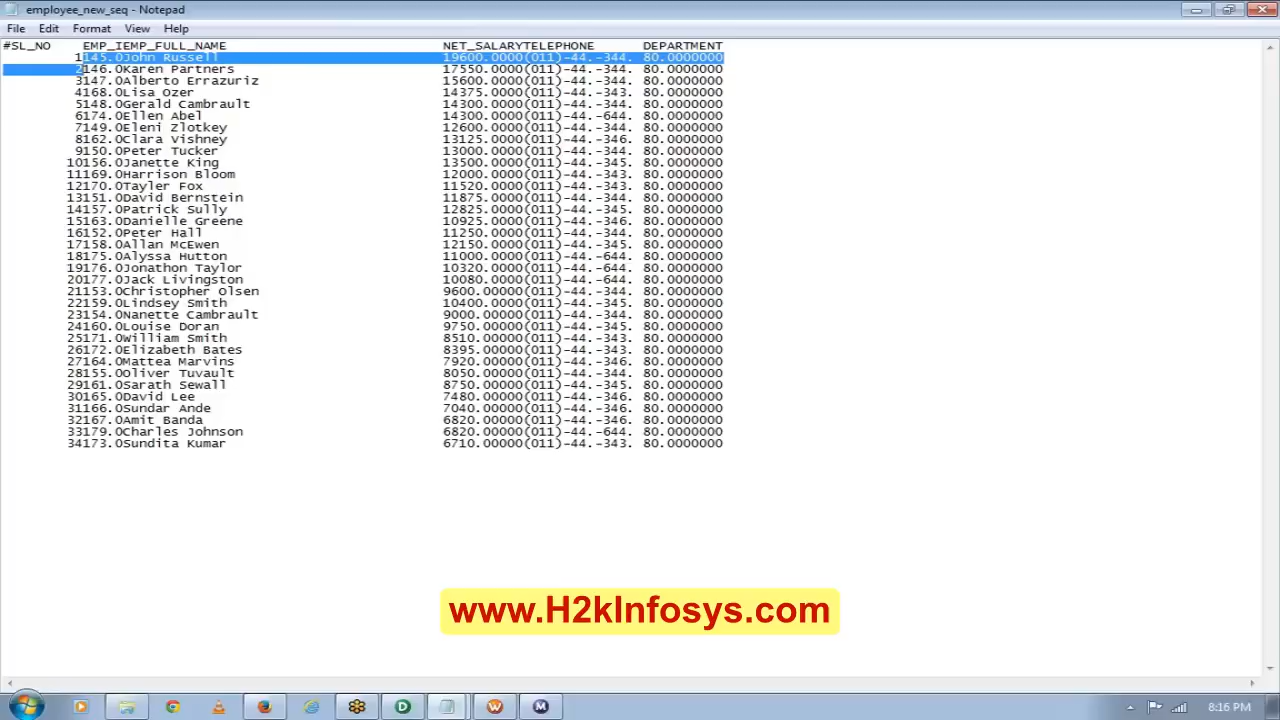 employee_new_seq - Notepad
File Edit Format View Help
#SL_NO EMP_IEMP_FULL_NAME NET_SALARYTELEPHONE DEPARTMENT
1145.0John Russell 19600.0000(011)-44.-344. 80.0000000
2146.0Karen Partners 17550.0000(011)-44.-344. 80.0000000
3147.0Alberto Errazuriz 15600.0000(011)-44.-344. 80.0000000
4168.0Lisa Ozer 14375.0000(011)-44.-343. 80.0000000
5148.0Gerald Cambrault 14300.0000(011)-44.-344. 80.0000000
6174.0Ellen Abel 14300.0000(011)-44.-644. 80.0000000
7149.0Eleni Zlotkey 12600.0000(011)-44.-344. 80.0000000
8162.0Clara Vishney 13125.0000(011)-44.-346. 80.0000000
9150.0Peter Tucker 13000.0000(011)-44.-344. 80.0000000
10156.0Janette King 13500.0000(011)-44.-345. 80.0000000
11169.0Harrison Bloom 12000.0000(011)-44.-343. 80.0000000
12170.0Tayler Fox 11520.0000(011)-44.-343. 80.0000000
13151.0David Bernstein 11875.0000(011)-44.-344. 80.0000000
14157.0Patrick Sully 12825.0000(011)-44.-345. 80.0000000
15163.0Danielle Greene 10925.0000(011)-44.-346. 80.0000000
16152.0Peter Hall 11250.0000(011)-44.-344. 80.0000000
17158.0Allan McEwen 12150.0000(011)-44.-345. 80.0000000
18175.0Alyssa Hutton 11000.0000(011)-44.-644. 80.0000000
19176.0Jonathon Taylor 10320.0000(011)-44.-644. 80.0000000
20177.0Jack Livingston 10080.0000(011)-44.-644. 80.0000000
21153.0Christopher Olsen 9600.00000(011)-44.-344. 80.0000000
22159.0Lindsey Smith 10400.0000(011)-44.-345. 80.0000000
23154.0Nanette Cambrault 9000.00000(011)-44.-344. 80.0000000
24160.0Louise Doran 9750.00000(011)-44.-345. 80.0000000
25171.0William Smith 8510.00000(011)-44.-343. 80.0000000
26172.0Elizabeth Bates 8395.00000(011)-44.-343. 80.0000000
27164.0Mattea Marvins 7920.00000(011)-44.-346. 80.0000000
28155.0Oliver Tuvault 8050.00000(011)-44.-344. 80.0000000
29161.0Sarath Sewall 8750.00000(011)-44.-345. 80.0000000
30165.0David Lee 7480.00000(011)-44.-346. 80.0000000
31166.0Sundar Ande 7040.00000(011)-44.-346. 80.0000000
32167.0Amit Banda 6820.00000(011)-44.-346. 80.0000000
33179.0Charles Johnson 6820.00000(011)-44.-644. 80.0000000
34173.0Sundita Kumar 6710.00000(011)-44.-343. 80.0000000
www.H2kInfosys.com
8:16 PM